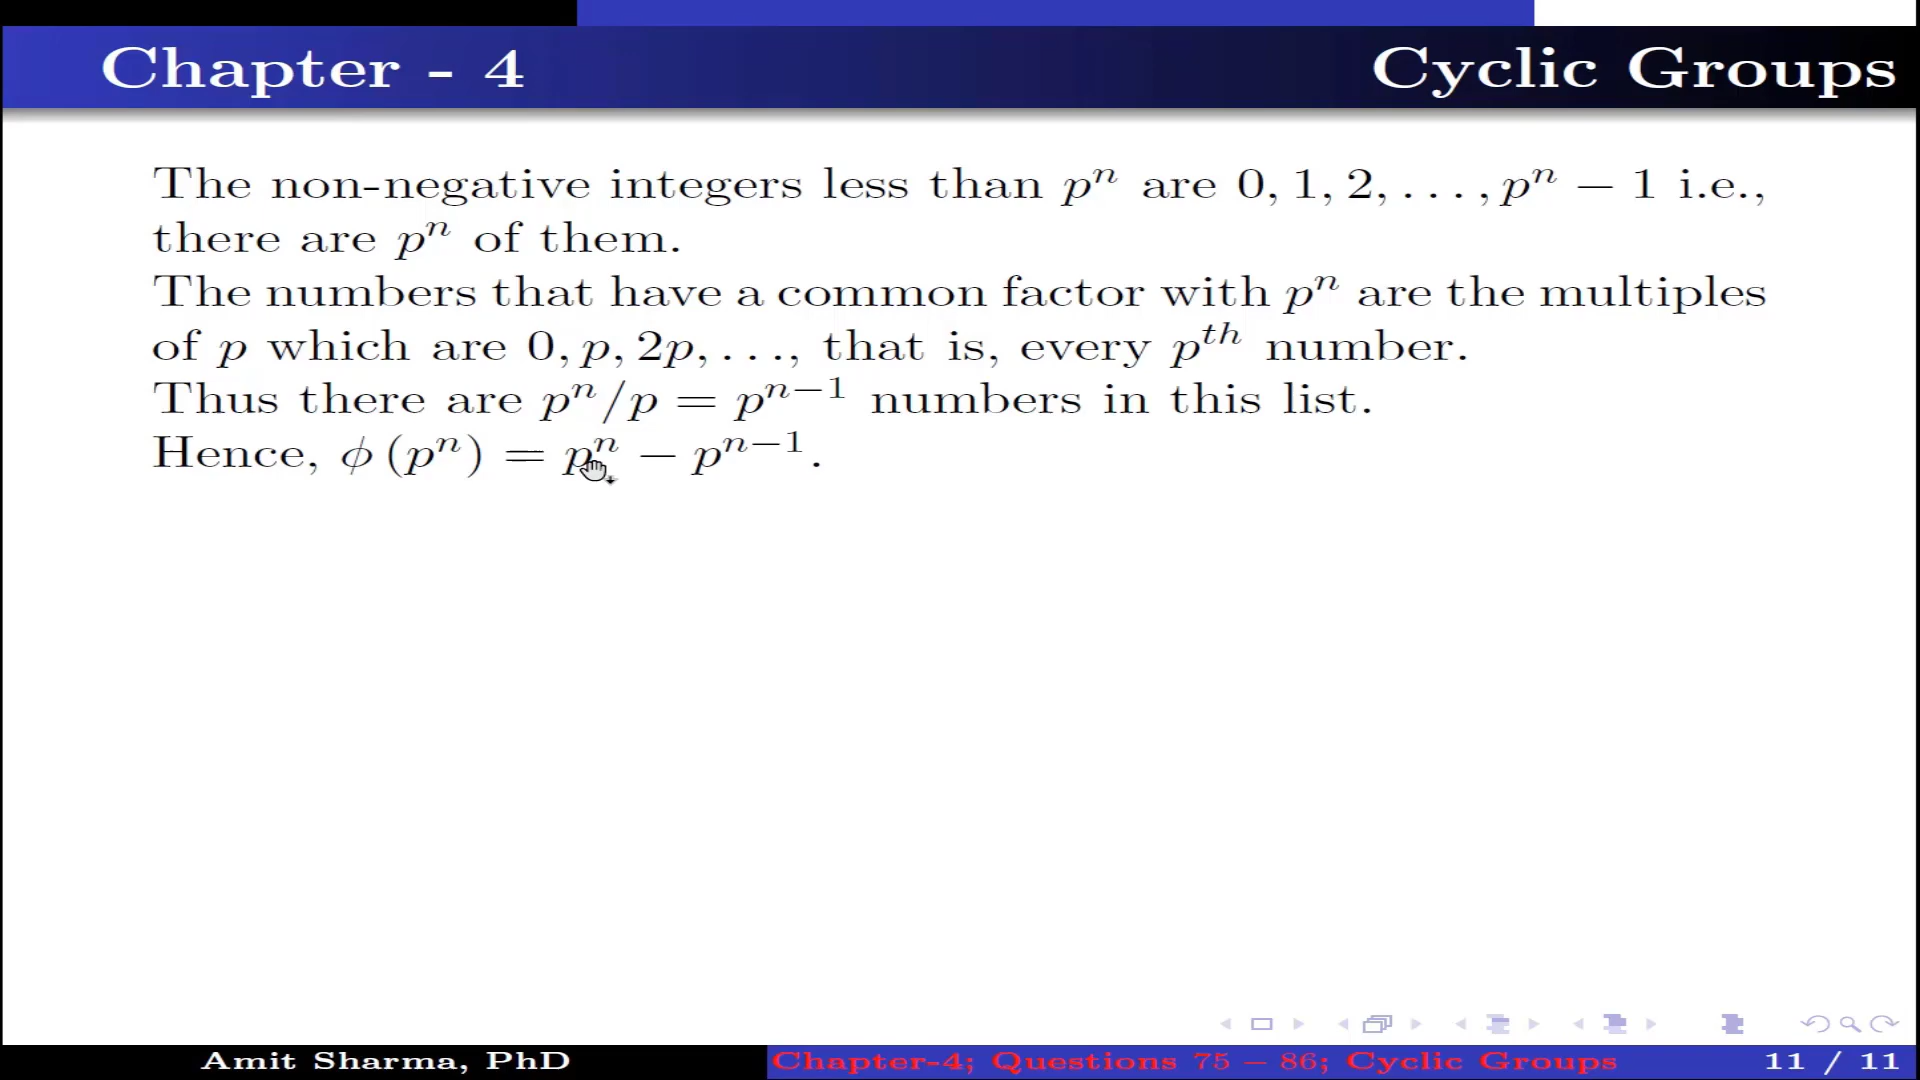 Chapter - 4 Cyclic Groups
The non-negative integers less than pⁿ are 0, 1, 2, . . . , pⁿ − 1 i.e.,
there are pⁿ of them.
The numbers that have a common factor with pⁿ are the multiples
of p which are 0, p, 2p, . . ., that is, every pᵗʰ number.
Thus there are pⁿ/p = pⁿ⁻¹ numbers in this list.
Hence, ϕ (pⁿ) = pⁿ − pⁿ⁻¹.
Amit Sharma, PhD Chapter-4; Questions 75 − 86; Cyclic Groups 11 / 11